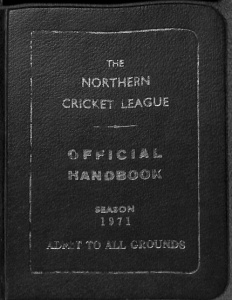 THE
NORTHERN
CRICKET LEAGUE
OFFICIAL
HANDBOOK
SEASON
1971
ADMIT TO ALL GROUNDS